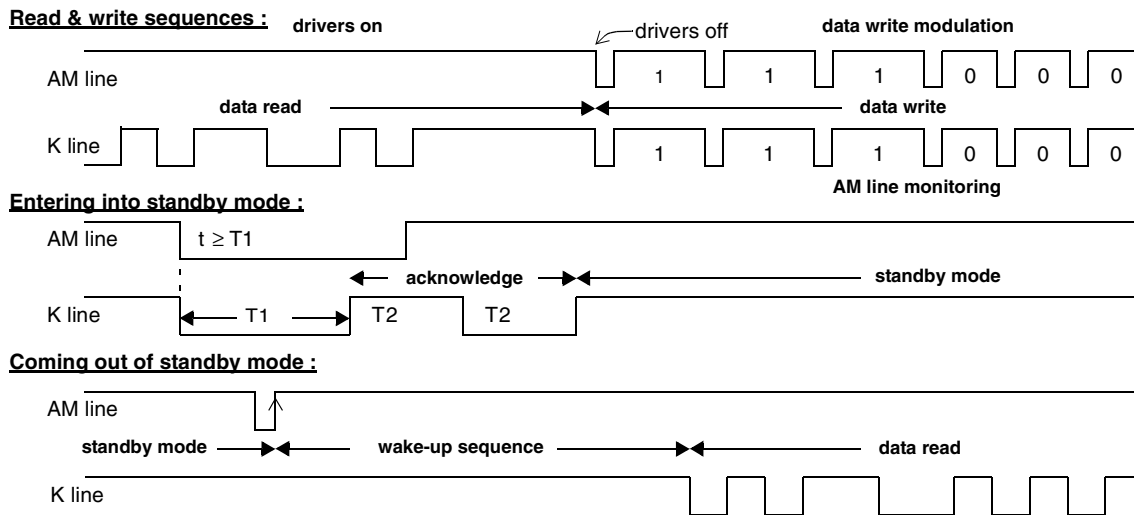 Read & write sequences :
drivers on
drivers off
data write modulation
AM line
1 1 1 0 0 0 0
data read
data write
K line
1 1 1 0 0 0 0
AM line monitoring
Entering into standby mode :
AM line
t ≥ T1
acknowledge
standby mode
K line
T1 T2 T2
Coming out of standby mode :
AM line
standby mode
wake-up sequence
data read
K line